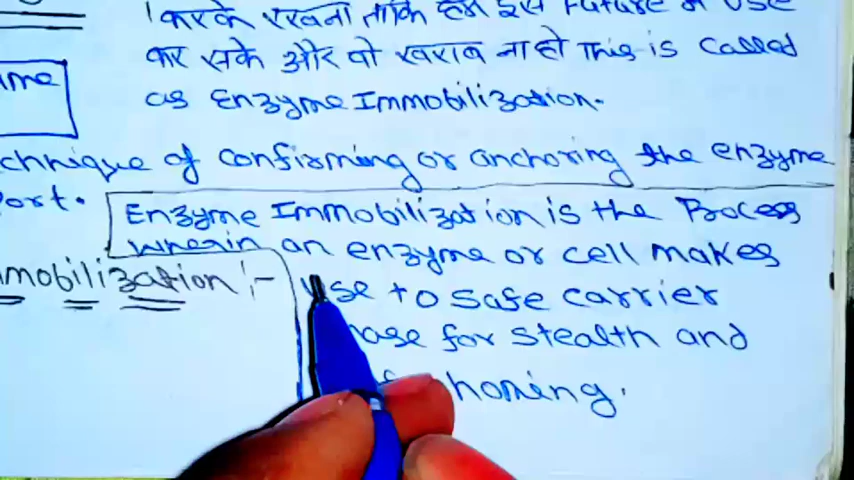 करके रखना ताकि हम इसे Future में use
कर सके और वो खराब ना हो This is called
as Enzyme Immobilization.
chnique of confirming or anchoring the enzyme
ort.
Enzyme Immobilization is the Process
wherein an enzyme or cell makes
mobilization :-
use to safe carrier
for stealth and
honing.